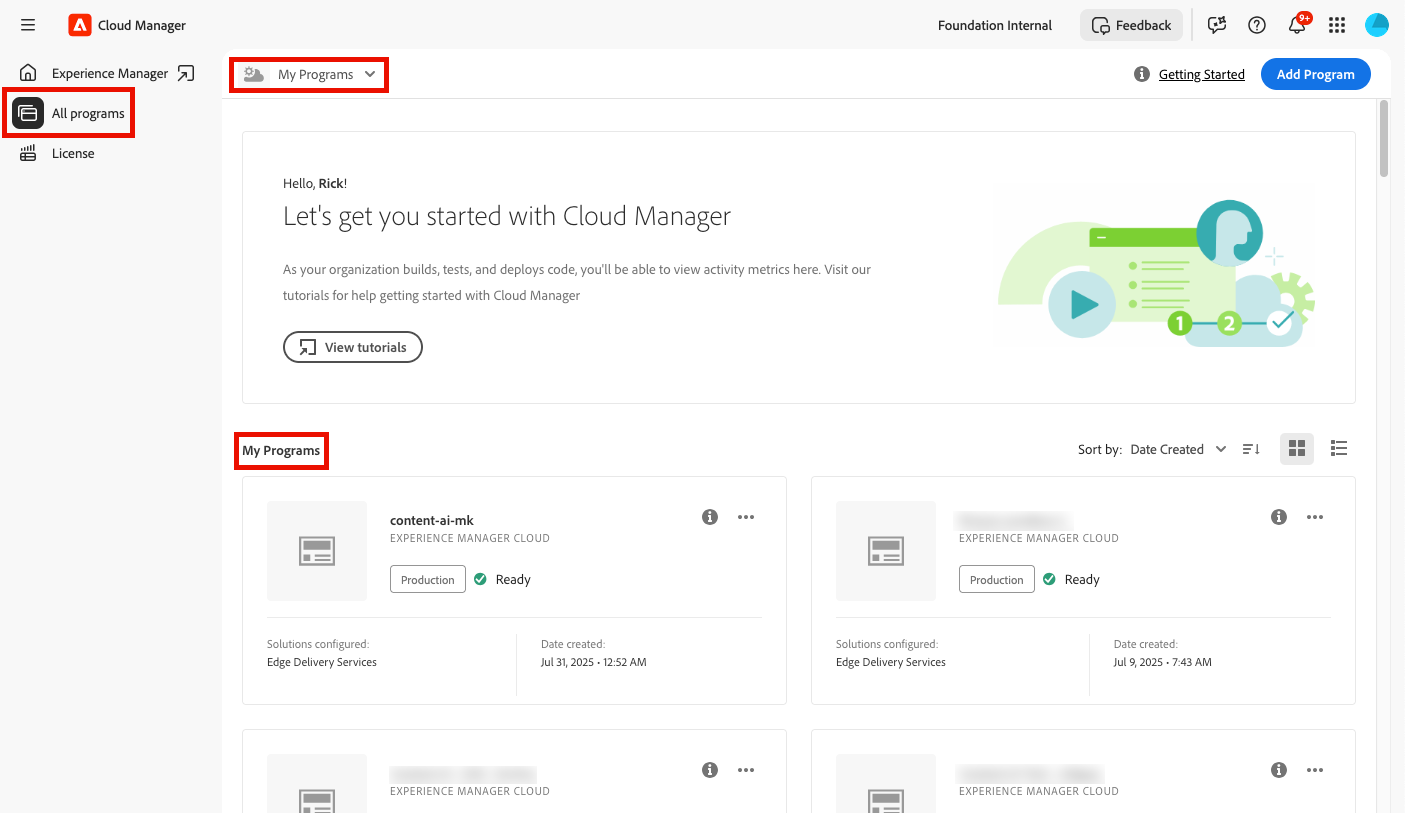 Cloud Manager
Foundation Internal
Feedback
9+
Experience Manager
All programs
License
My Programs
Getting Started
Add Program
Hello, Rick!
Let's get you started with Cloud Manager
As your organization builds, tests, and deploys code, you'll be able to view activity metrics here. Visit our
tutorials for help getting started with Cloud Manager
View tutorials
1
2
My Programs
Sort by: Date Created
content-ai-mk
EXPERIENCE MANAGER CLOUD
Production
Ready
Solutions configured:
Edge Delivery Services
Date created:
Jul 31, 2025 • 12:52 AM
EXPERIENCE MANAGER CLOUD
Production
Ready
Solutions configured:
Edge Delivery Services
Date created:
Jul 9, 2025 • 7:43 AM
EXPERIENCE MANAGER CLOUD
EXPERIENCE MANAGER CLOUD